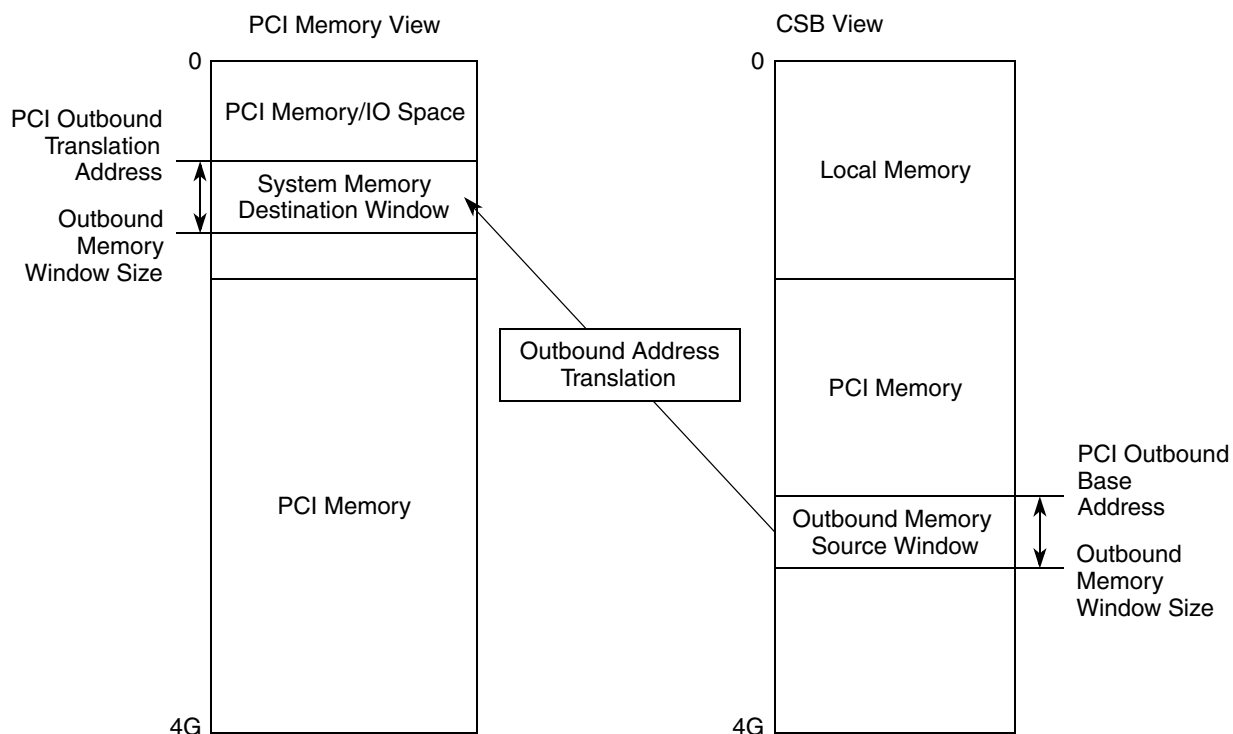 PCI Memory View
CSB View
0
PCI Memory/IO Space
PCI Outbound
Translation
Address
System Memory
Destination Window
Outbound
Memory
Window Size
PCI Memory
4G
Outbound Address
Translation
0
Local Memory
PCI Memory
PCI Outbound
Base
Address
Outbound Memory
Source Window
Outbound
Memory
Window Size
4G